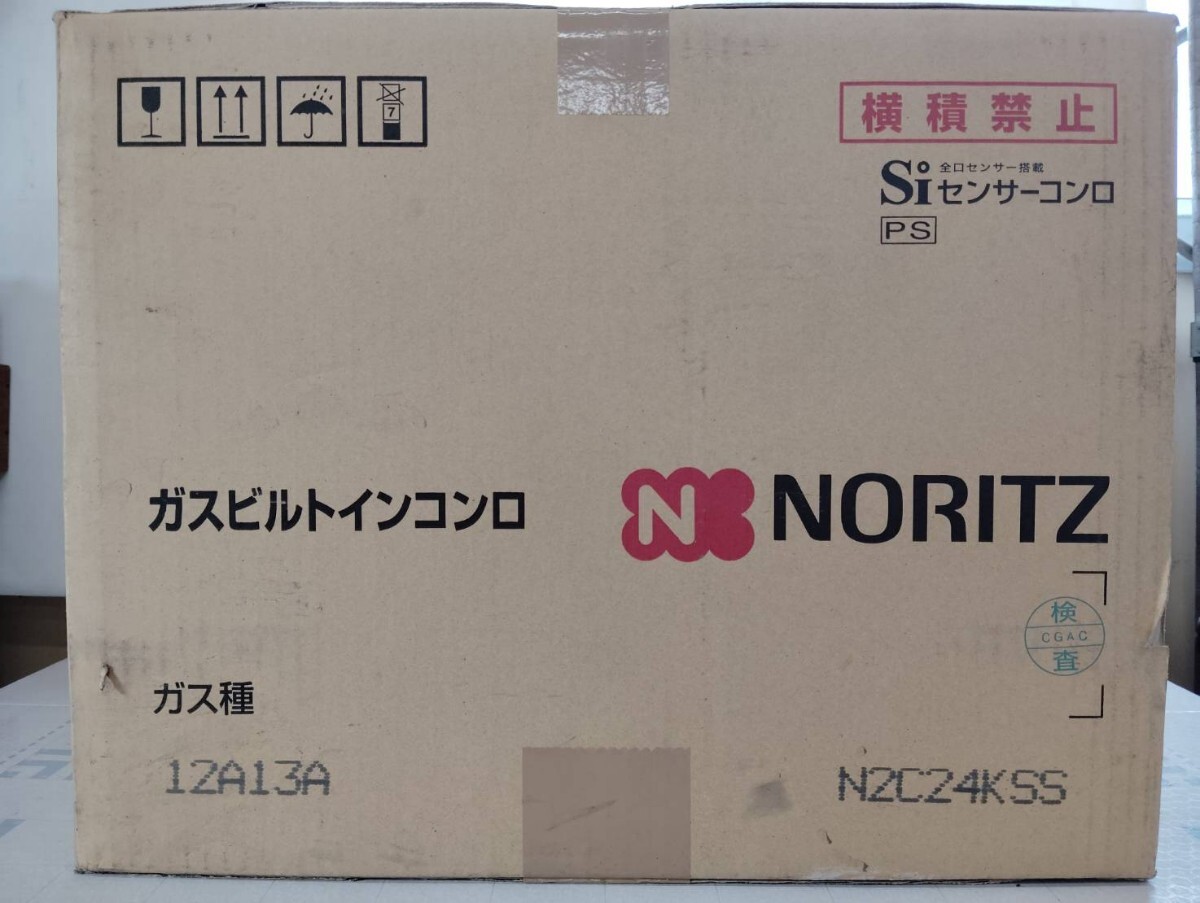 7
横積禁止
全口センサー搭載
Siセンサーコンロ
PS
ガスビルトインコンロ
N NORITZ
検
CGAC
査
ガス種
12A13A
N2C24KSS